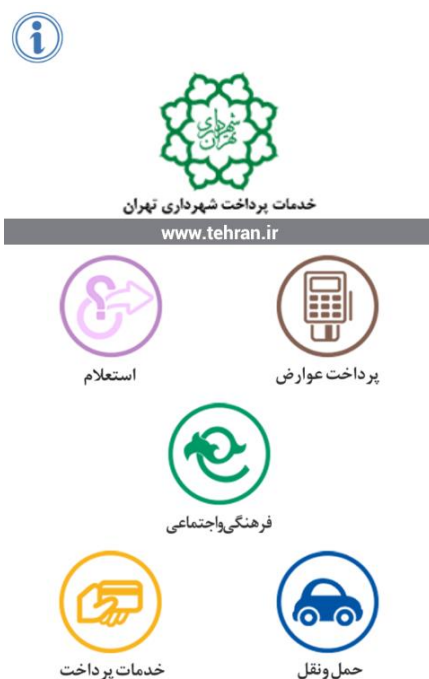 i
شهرداری
تهران
خدمات پرداخت شهرداری تهران
www.tehran.ir
?
پرداخت عوارض
استعلام
فرهنگی‌واجتماعی
حمل‌ونقل
خدمات پرداخت